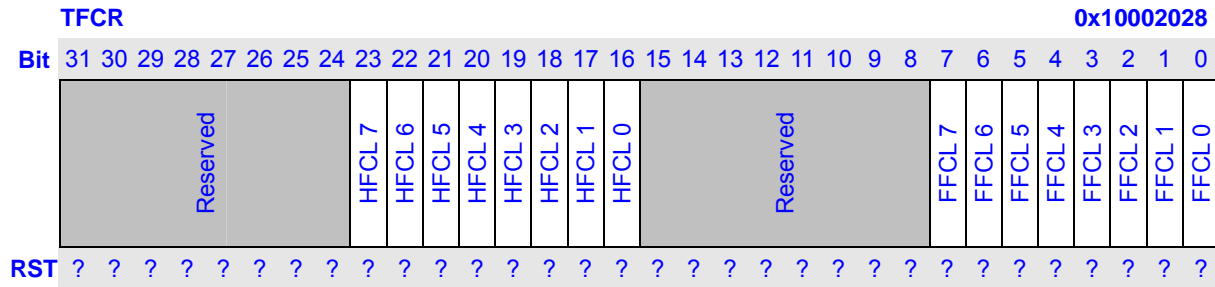 TFCR 0x10002028
Bit 31 30 29 28 27 26 25 24 23 22 21 20 19 18 17 16 15 14 13 12 11 10 9 8 7 6 5 4 3 2 1 0
Reserved HFCL 7 HFCL 6 HFCL 5 HFCL 4 HFCL 3 HFCL 2 HFCL 1 HFCL 0 Reserved FFCL 7 FFCL 6 FFCL 5 FFCL 4 FFCL 3 FFCL 2 FFCL 1 FFCL 0
RST ? ? ? ? ? ? ? ? ? ? ? ? ? ? ? ? ? ? ? ? ? ? ? ? ? ? ? ? ? ? ? ?